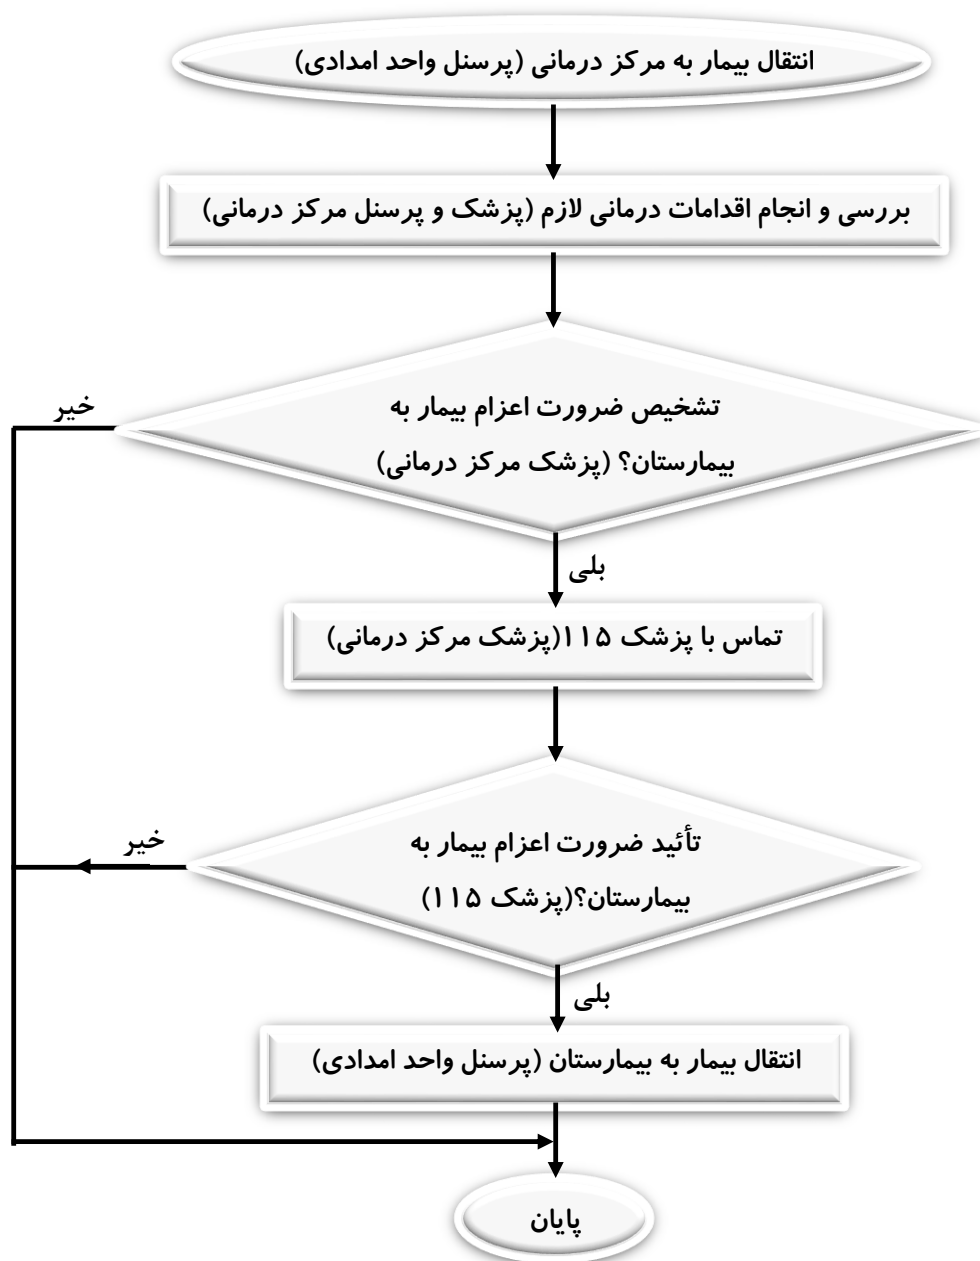 انتقال بیمار به مرکز درمانی (پرسنل واحد امدادی)
بررسی و انجام اقدامات درمانی لازم (پزشک و پرسنل مرکز درمانی)
تشخیص ضرورت اعزام بیمار به
بیمارستان؟ (پزشک مرکز درمانی)
خیر
بلی
تماس با پزشک ۱۱۵(پزشک مرکز درمانی)
تأئید ضرورت اعزام بیمار به
بیمارستان؟(پزشک ۱۱۵)
خیر
بلی
انتقال بیمار به بیمارستان (پرسنل واحد امدادی)
پایان